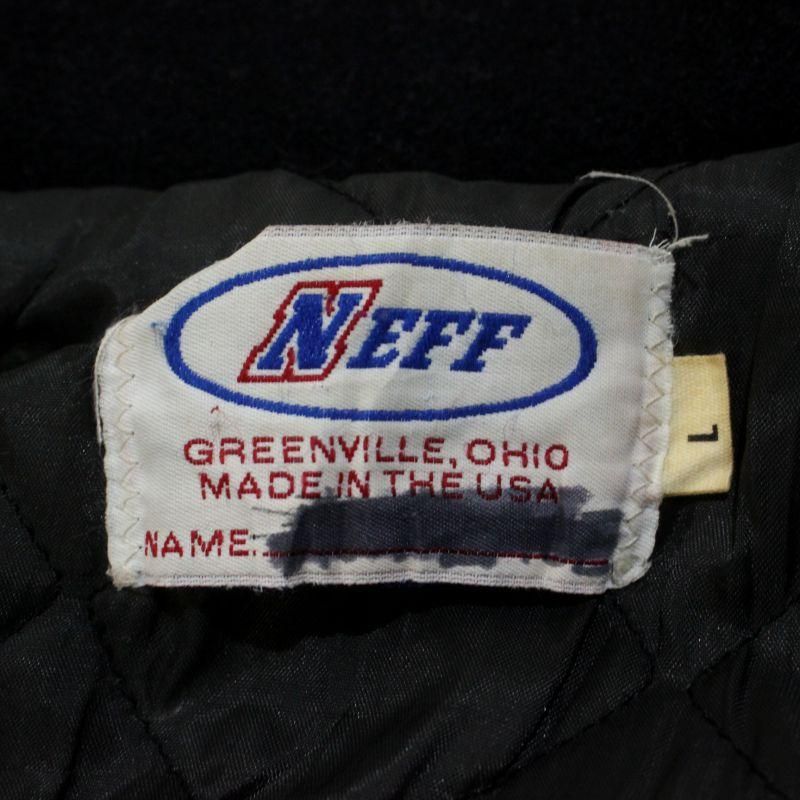 NEFF
GREENVILLE, OHIO
MADE IN THE USA
NAME:
L